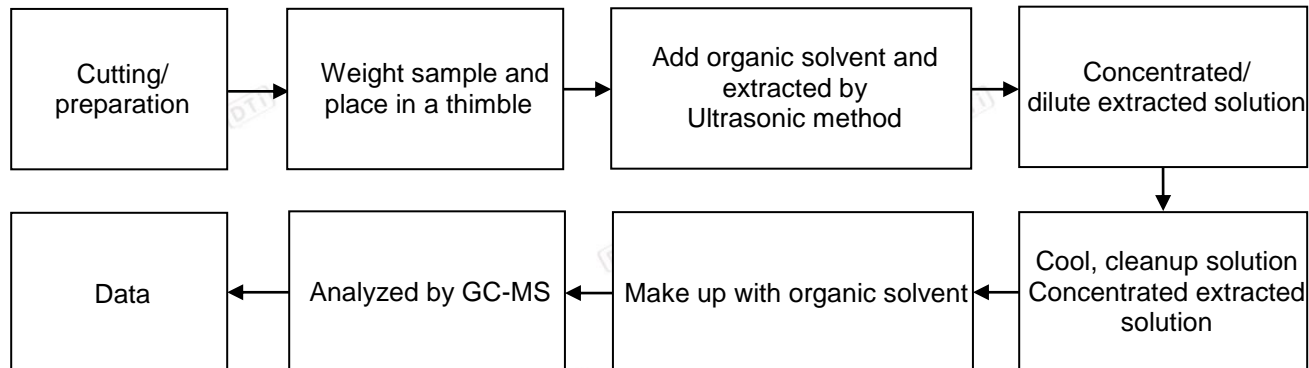 Cutting/
preparation
Weight sample and
place in a thimble
Add organic solvent and
extracted by
Ultrasonic method
Concentrated/
dilute extracted solution
Cool, cleanup solution
Concentrated extracted
solution
Make up with organic solvent
Analyzed by GC-MS
Data